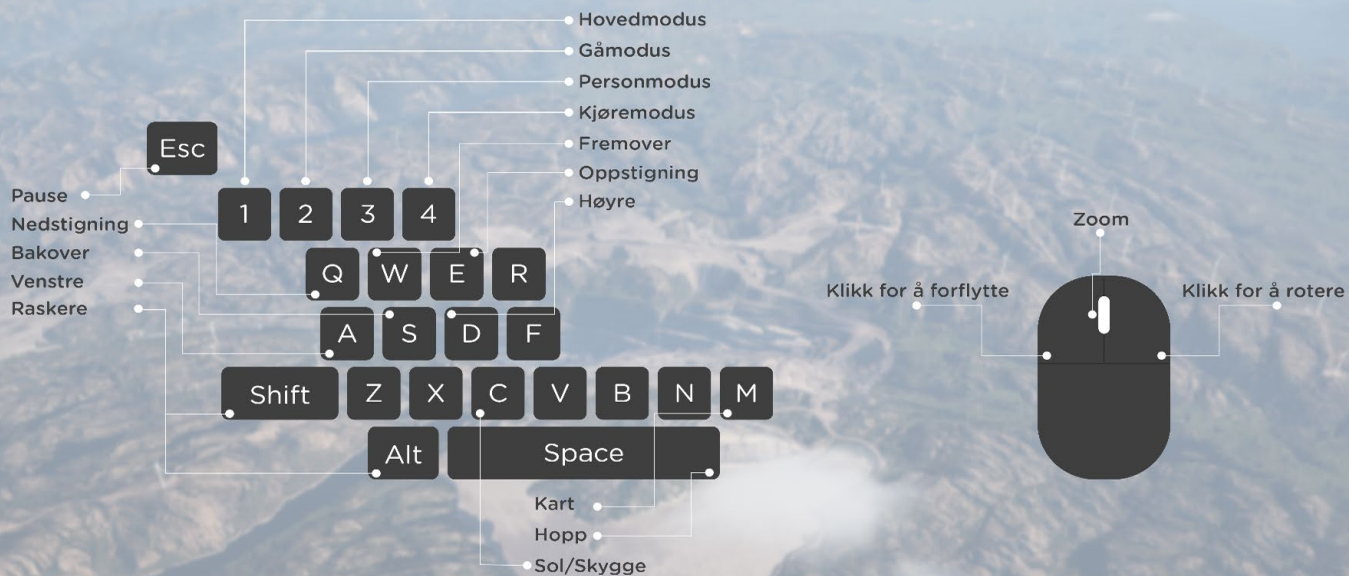 Hovedmodus
Gåmodus
Personmodus
Kjøremodus
Fremover
Oppstigning
Høyre
Esc
Pause
Nedstigning
Bakover
Venstre
Raskere
1 2 3 4
Q W E R
A S D F
Shift Z X C V B N M
Alt Space
Kart
Hopp
Sol/Skygge
Zoom
Klikk for å forflytte
Klikk for å rotere